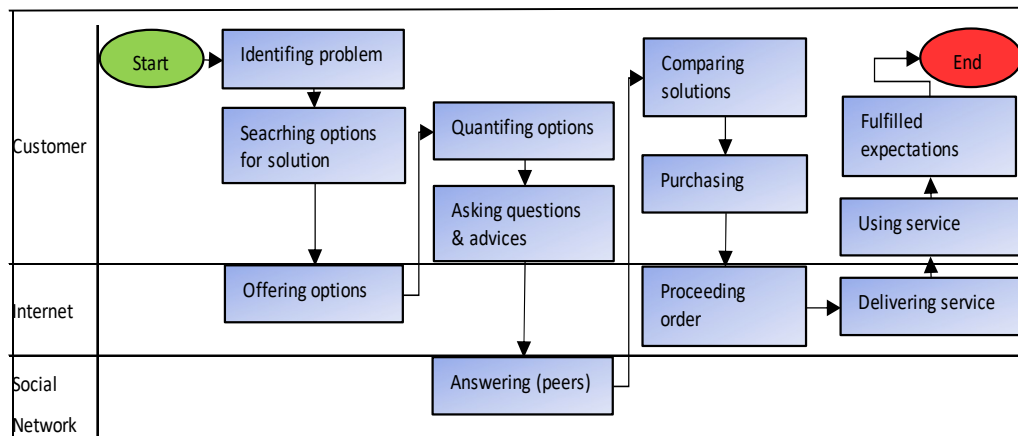 Customer
Start
Identifing problem
Seacrhing options
for solution
Quantifing options
Asking questions
& advices
Comparing
solutions
Purchasing
End
Fulfilled
expectations
Using service
Internet
Offering options
Proceeding
order
Delivering service
Social
Network
Answering (peers)